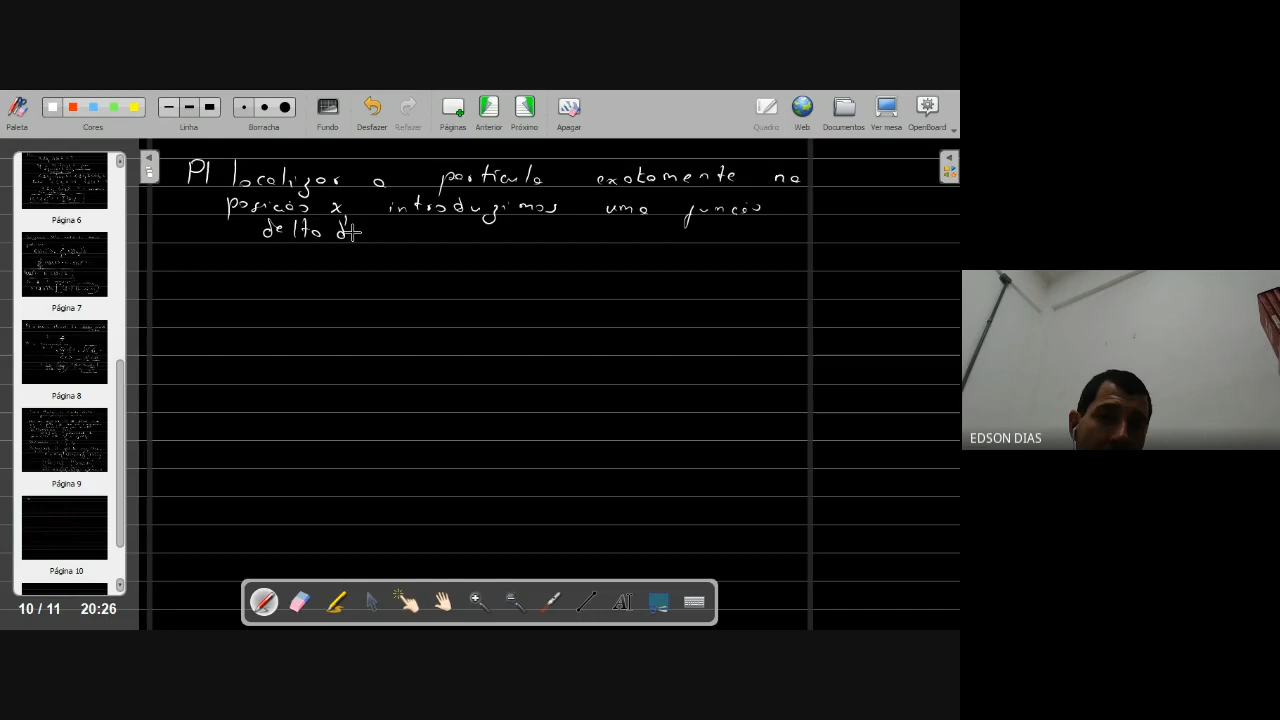 Paleta
Cores
Linha
Borracha
Fundo
Desfazer
Refazer
Páginas
Anterior
Próximo
Apagar
Quadro
Web
Documentos
Ver mesa
OpenBoard
P/ localizar a partícula exatamente na
posição x, introduzimos uma função
delta d
Página 6
Página 7
Página 8
Página 9
Página 10
10 / 11 20:26
EDSON DIAS